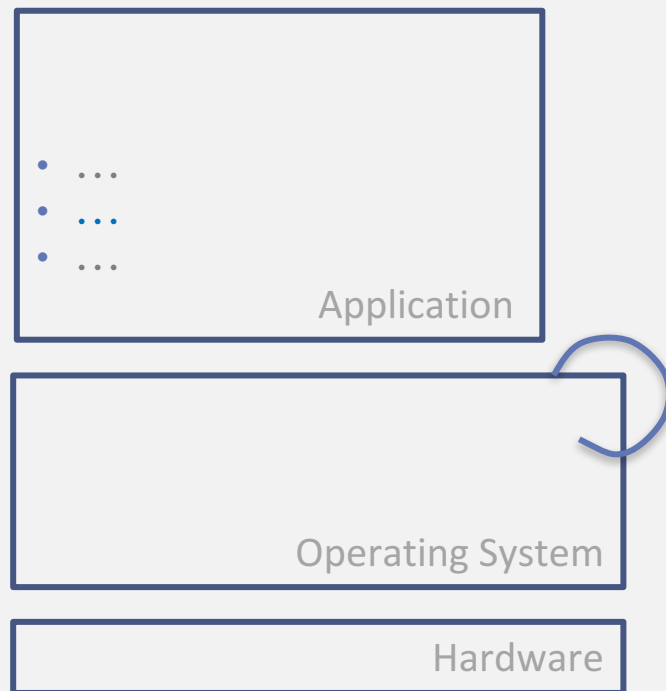 • ...
• ...
• ...
Application
Operating System
Hardware